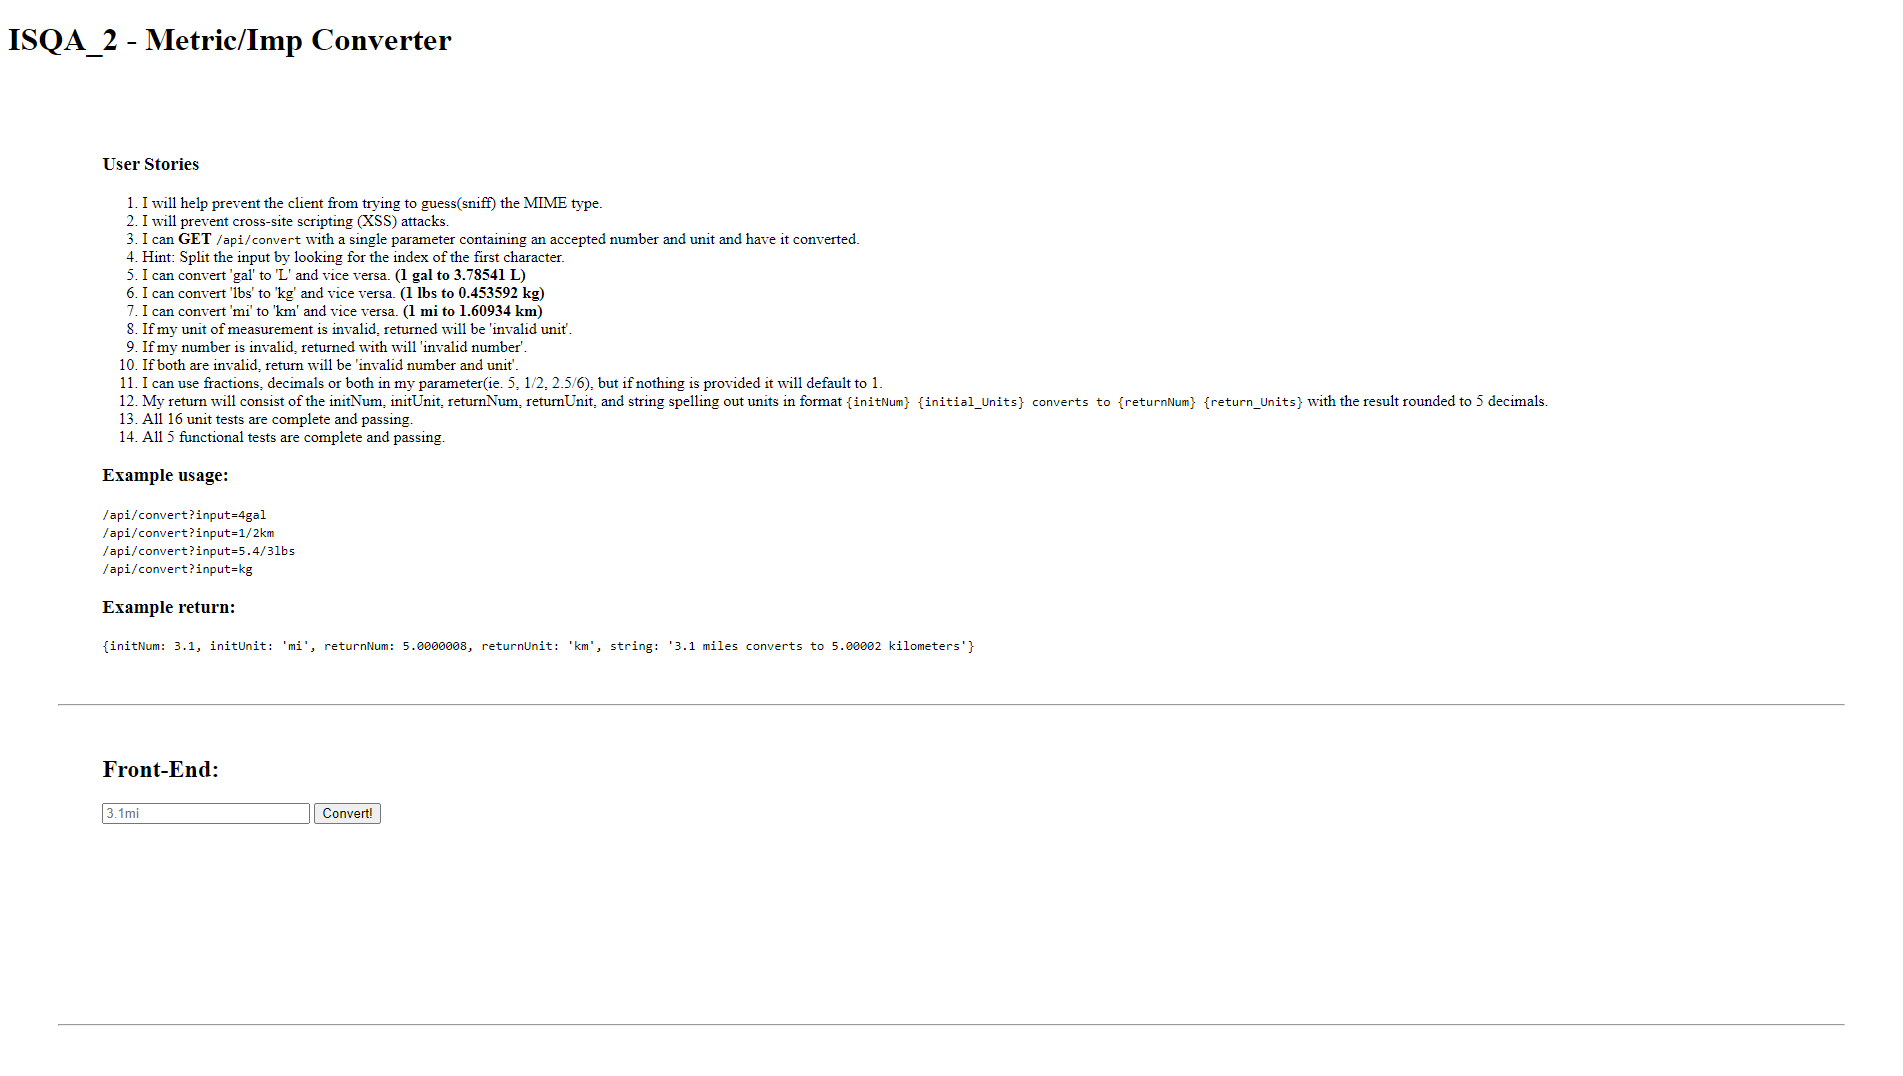 ISQA_2 - Metric/Imp Converter
User Stories
1. I will help prevent the client from trying to guess(sniff) the MIME type.
2. I will prevent cross-site scripting (XSS) attacks.
3. I can GET /api/convert with a single parameter containing an accepted number and unit and have it converted.
4. Hint: Split the input by looking for the index of the first character.
5. I can convert 'gal' to 'L' and vice versa. (1 gal to 3.78541 L)
6. I can convert 'lbs' to 'kg' and vice versa. (1 lbs to 0.453592 kg)
7. I can convert 'mi' to 'km' and vice versa. (1 mi to 1.60934 km)
8. If my unit of measurement is invalid, returned will be 'invalid unit'.
9. If my number is invalid, returned with will 'invalid number'.
10. If both are invalid, return will be 'invalid number and unit'.
11. I can use fractions, decimals or both in my parameter(ie. 5, 1/2, 2.5/6), but if nothing is provided it will default to 1.
12. My return will consist of the initNum, initUnit, returnNum, returnUnit, and string spelling out units in format {initNum} {initial_Units} converts to {returnNum} {return_Units} with the result rounded to 5 decimals.
13. All 16 unit tests are complete and passing.
14. All 5 functional tests are complete and passing.
Example usage:
/api/convert?input=4gal
/api/convert?input=1/2km
/api/convert?input=5.4/3lbs
/api/convert?input=kg
Example return:
{initNum: 3.1, initUnit: 'mi', returnNum: 5.0000008, returnUnit: 'km', string: '3.1 miles converts to 5.00002 kilometers'}
Front-End:
3.1mi Convert!